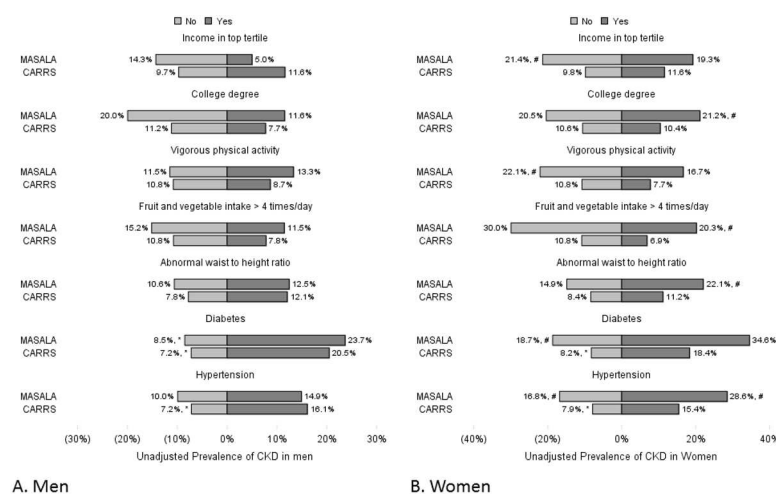 No Yes
Income in top tertile
MASALA 14.3% 5.0%
CARRS 9.7% 11.6%
College degree
MASALA 20.0% 11.6%
CARRS 11.2% 7.7%
Vigorous physical activity
MASALA 11.5% 13.3%
CARRS 10.8% 8.7%
Fruit and vegetable intake > 4 times/day
MASALA 15.2% 11.5%
CARRS 10.8% 7.8%
Abnormal waist to height ratio
MASALA 10.6% 12.5%
CARRS 7.8% 12.1%
Diabetes
MASALA 8.5%, * 23.7%
CARRS 7.2%, * 20.5%
Hypertension
MASALA 10.0% 14.9%
CARRS 7.2%, * 16.1%
(30%) (20%) (10%) 0% 10% 20% 30%
Unadjusted Prevalence of CKD in men
A. Men
No Yes
Income in top tertile
MASALA 21.4%, # 19.3%
CARRS 9.8% 11.6%
College degree
MASALA 20.5% 21.2%, #
CARRS 10.6% 10.4%
Vigorous physical activity
MASALA 22.1%, # 16.7%
CARRS 10.8% 7.7%
Fruit and vegetable intake > 4 times/day
MASALA 30.0% 20.3%, #
CARRS 10.8% 6.9%
Abnormal waist to height ratio
MASALA 14.9% 22.1%, #
CARRS 8.4% 11.2%
Diabetes
MASALA 18.7%, # 34.6%
CARRS 8.2%, * 18.4%
Hypertension
MASALA 16.8%, # 28.6%, #
CARRS 7.9%, * 15.4%
(40%) (20%) 0% 20% 40%
Unadjusted Prevalence of CKD in Women
B. Women